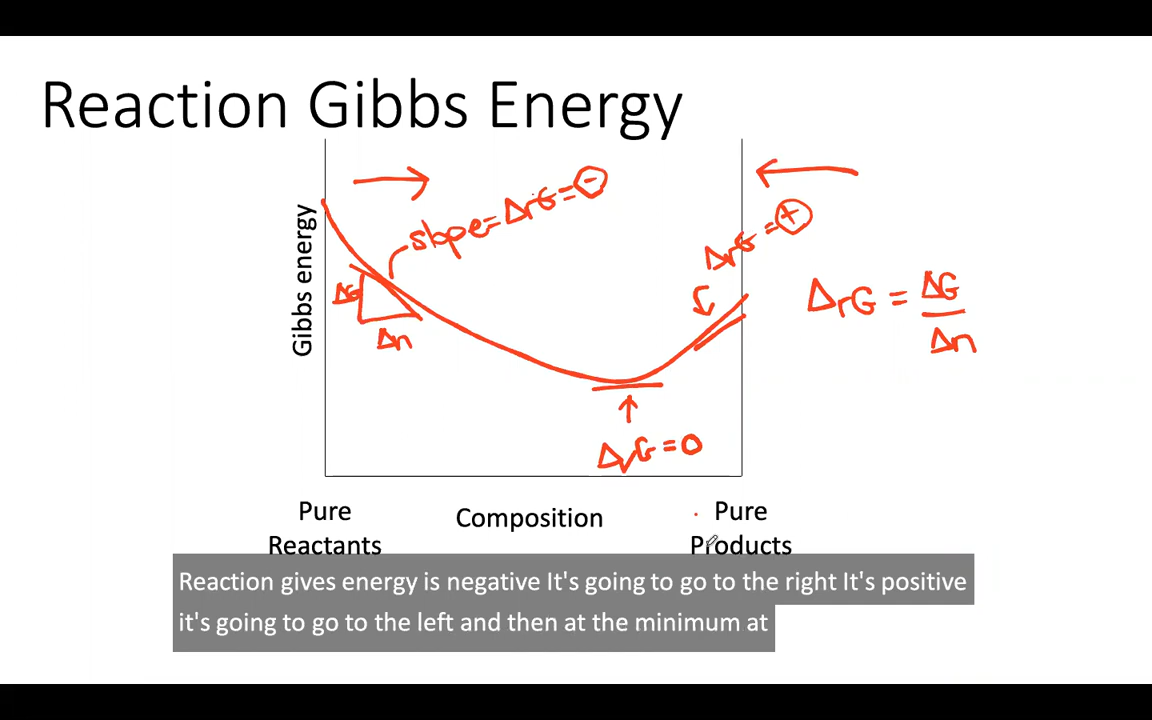 Reaction Gibbs Energy
slope = ΔrG = -
ΔrG = +
Gibbs energy
ΔG
Δn
ΔrG = ΔG
Δn
ΔrG = 0
Pure
Reactants
Composition
Pure
Products
Reaction gives energy is negative It's going to go to the right It's positive
it's going to go to the left and then at the minimum at